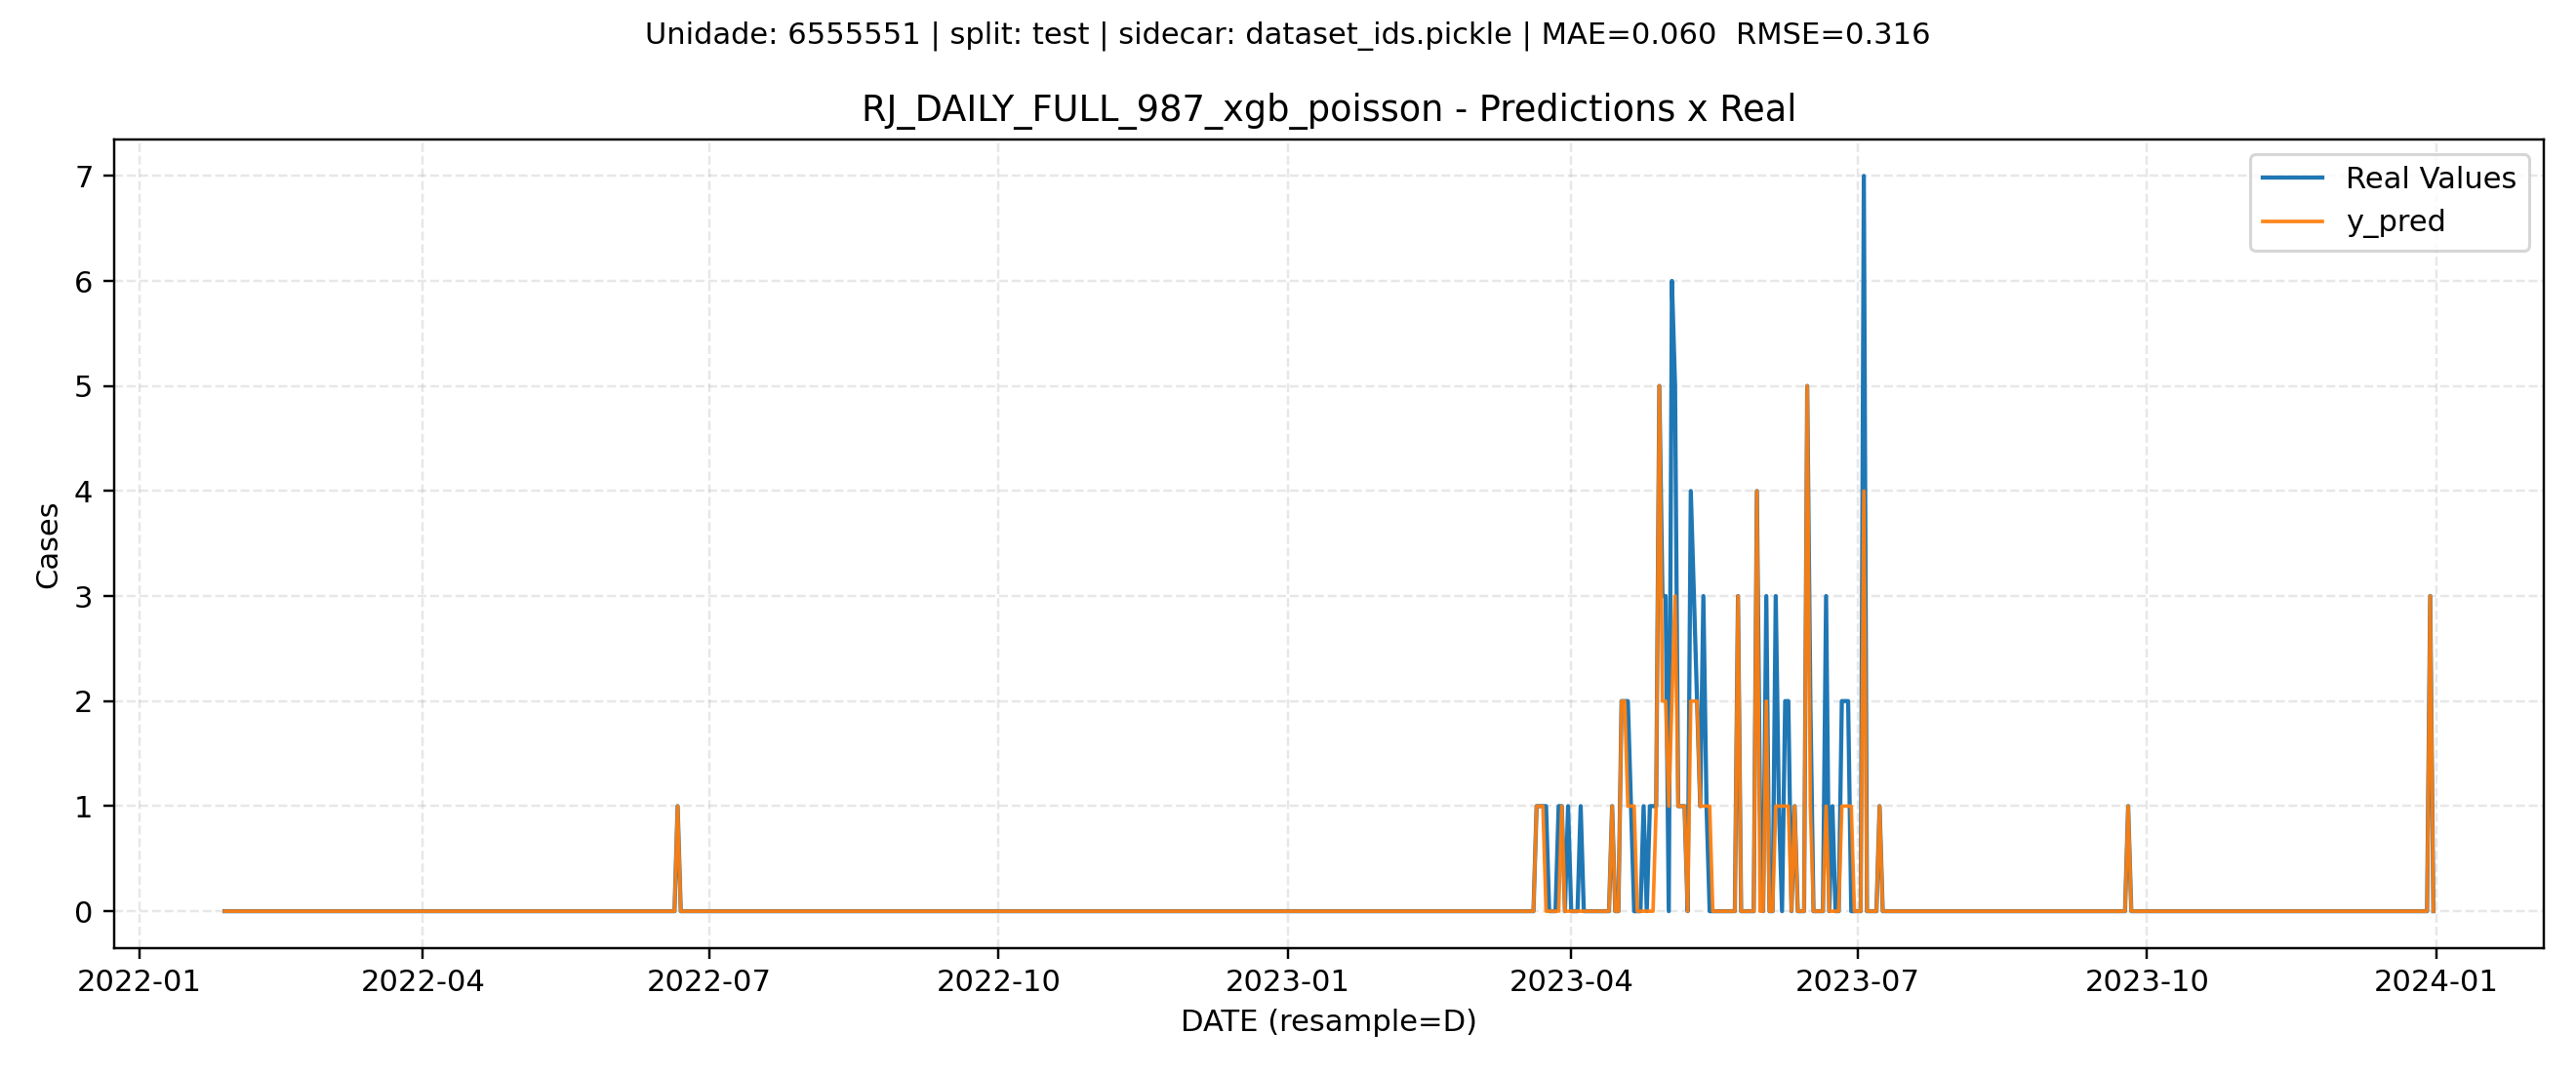 Unidade: 6555551 | split: test | sidecar: dataset_ids.pickle | MAE=0.060  RMSE=0.316
RJ_DAILY_FULL_987_xgb_poisson - Predictions x Real
Real Values
y_pred
7
6
5
4
3
2
1
0
Cases
2022-01
2022-04
2022-07
2022-10
2023-01
2023-04
2023-07
2023-10
2024-01
DATE (resample=D)